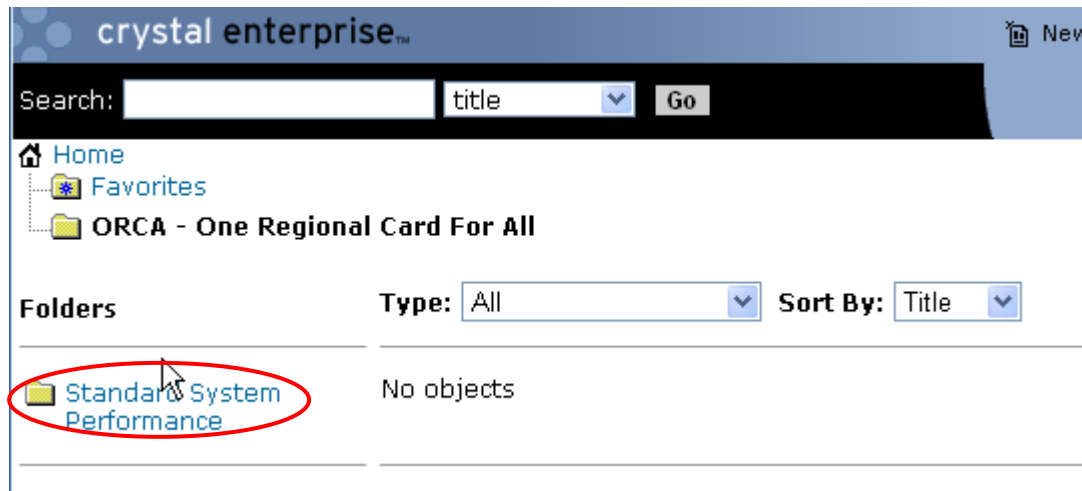 crystal enterprise™
New
Search: title Go
Home
Favorites
ORCA - One Regional Card For All
Folders Type: All Sort By: Title
Standard System
Performance
No objects